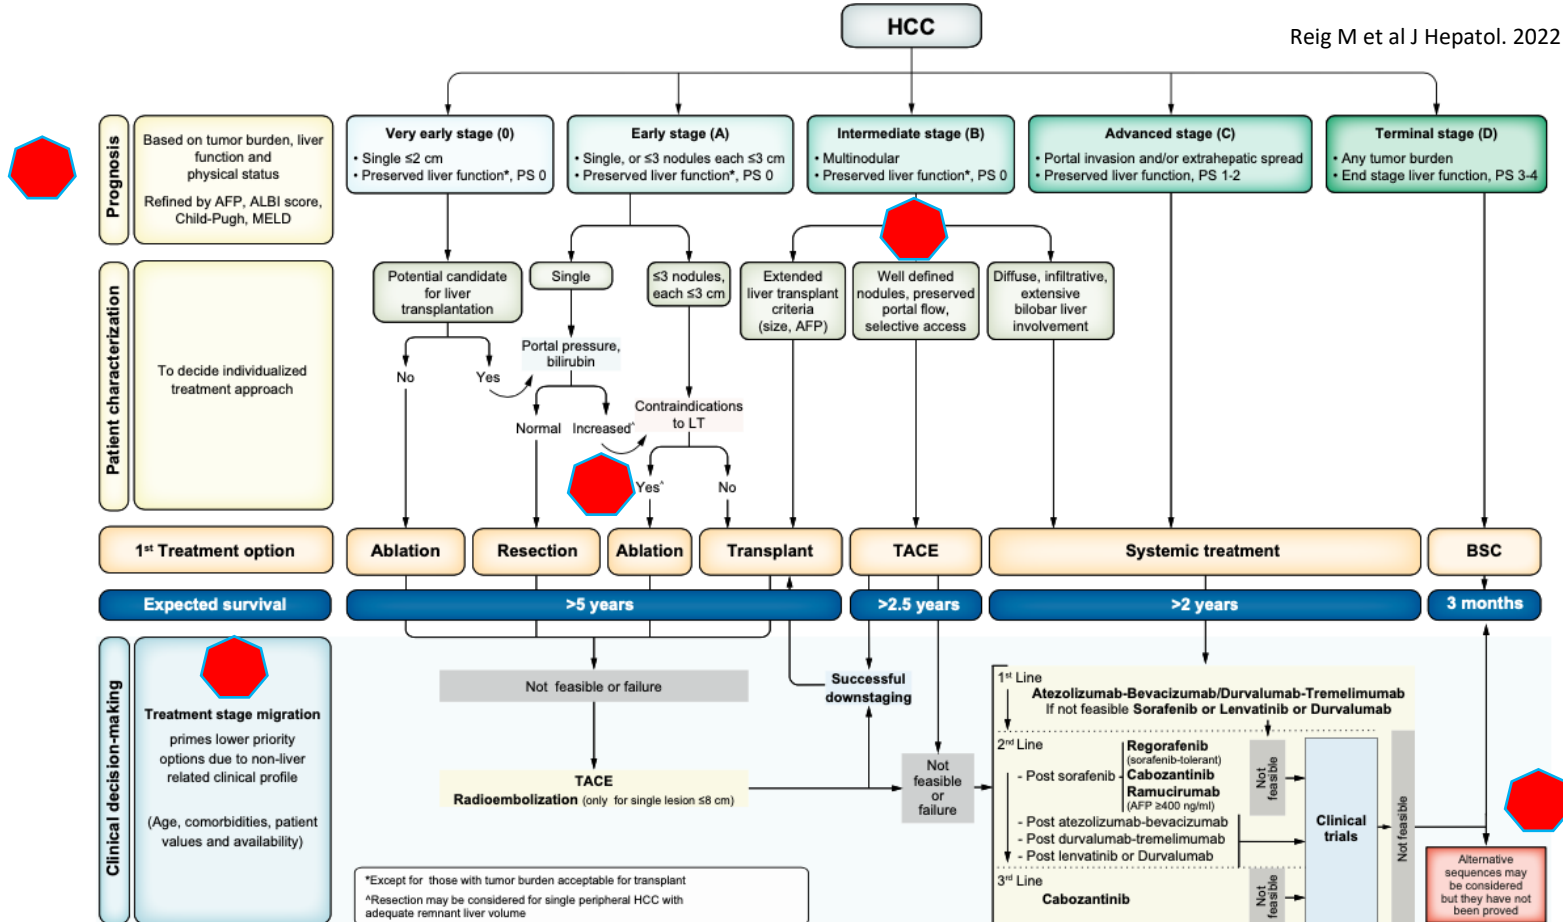 HCC
Reig M et al J Hepatol. 2022
Prognosis
Based on tumor burden, liver
function and
physical status
Refined by AFP, ALBI score,
Child-Pugh, MELD
Very early stage (0)
• Single ≤2 cm
• Preserved liver function*, PS 0
Early stage (A)
• Single, or ≤3 nodules each ≤3 cm
• Preserved liver function*, PS 0
Intermediate stage (B)
• Multinodular
• Preserved liver function*, PS 0
Advanced stage (C)
• Portal invasion and/or extrahepatic spread
• Preserved liver function, PS 1-2
Terminal stage (D)
• Any tumor burden
• End stage liver function, PS 3-4
Patient characterization
To decide individualized
treatment approach
Potential candidate
for liver
transplantation
Single
≤3 nodules,
each ≤3 cm
Extended
liver transplant
criteria
(size, AFP)
Well defined
nodules, preserved
portal flow,
selective access
Diffuse, infiltrative,
extensive
bilobar liver
involvement
No
Yes
Portal pressure,
bilirubin
Normal
Increased^
Contraindications
to LT
Yes^
No
1st Treatment option
Ablation
Resection
Ablation
Transplant
TACE
Systemic treatment
BSC
Expected survival
>5 years
>2.5 years
>2 years
3 months
Clinical decision-making
Treatment stage migration
primes lower priority
options due to non-liver
related clinical profile
(Age, comorbidities, patient
values and availability)
Not feasible or failure
TACE
Radioembolization (only for single lesion ≤8 cm)
Successful
downstaging
Not
feasible
or
failure
1st Line
Atezolizumab-Bevacizumab/Durvalumab-Tremelimumab
If not feasible Sorafenib or Lenvatinib or Durvalumab
2nd Line
- Post sorafenib
Regorafenib
(sorafenib-tolerant)
Cabozantinib
Ramucirumab
(AFP ≥400 ng/ml)
- Post atezolizumab-bevacizumab
- Post durvalumab-tremelimumab
- Post lenvatinib or Durvalumab
3rd Line
Cabozantinib
Not
feasible
Not
feasible
Clinical
trials
Not feasible
Alternative
sequences may
be considered
but they have not
been proved
*Except for those with tumor burden acceptable for transplant
^Resection may be considered for single peripheral HCC with
adequate remnant liver volume